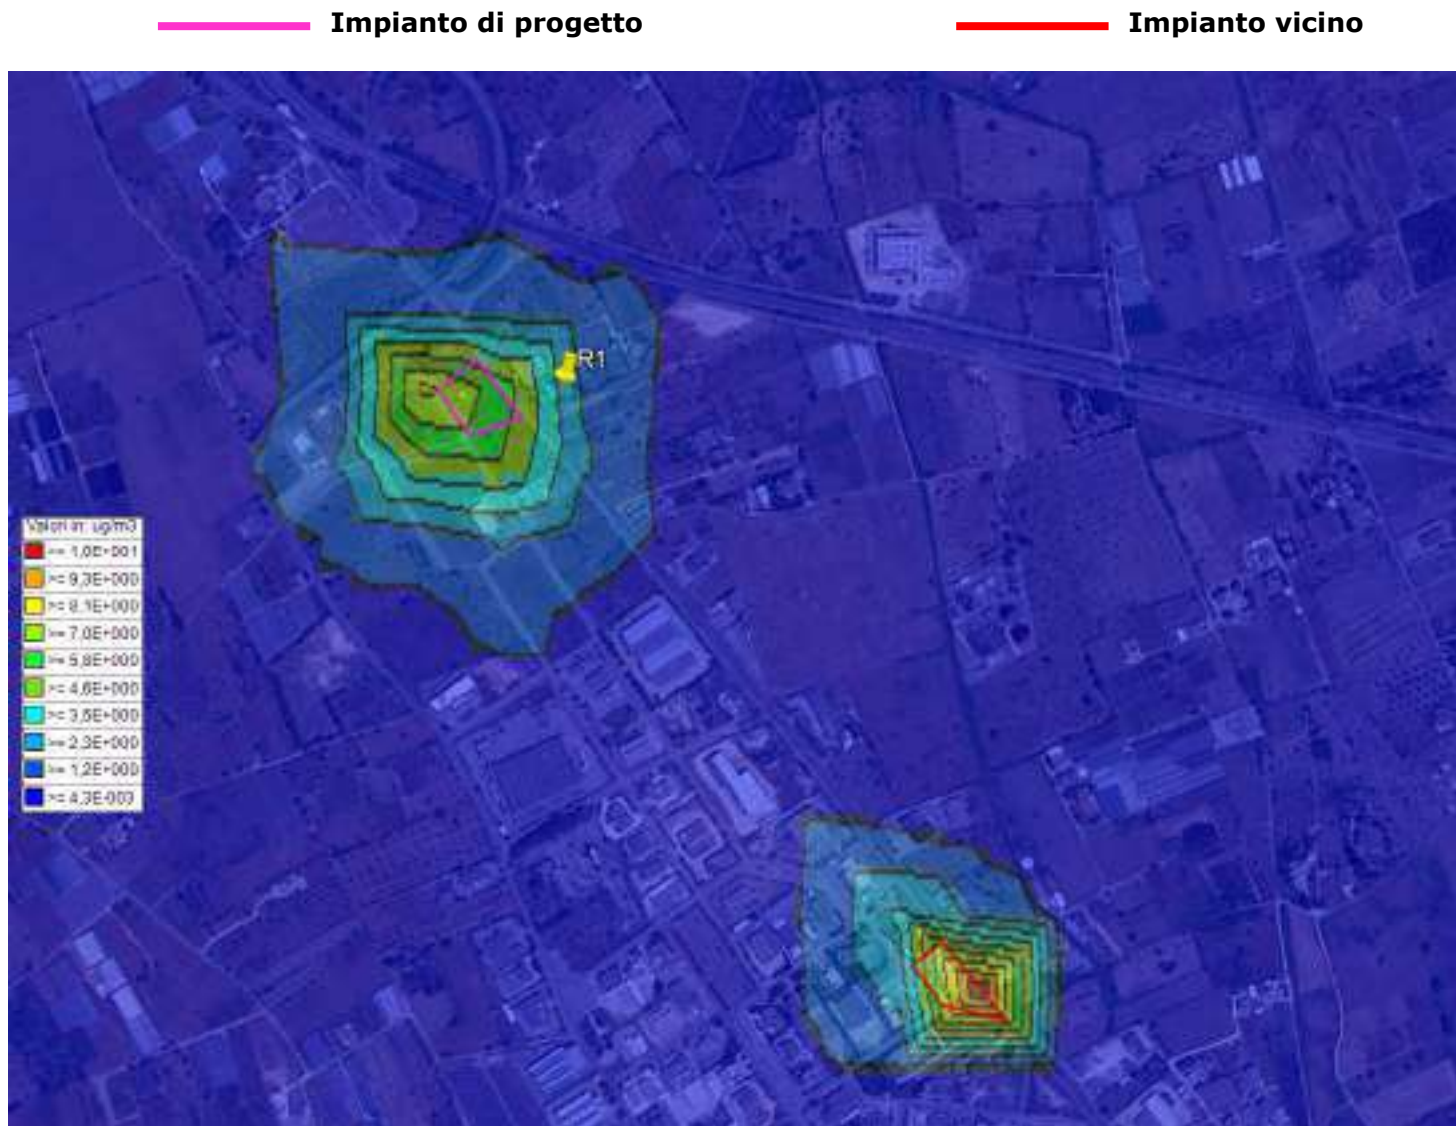 Impianto di progetto
Impianto vicino
R1
Valori in: ug/m3
>= 1,0E+001
>= 9,3E+000
>= 8,1E+000
>= 7,0E+000
>= 5,8E+000
>= 4,6E+000
>= 3,5E+000
>= 2,3E+000
>= 1,2E+000
>= 4,3E-003